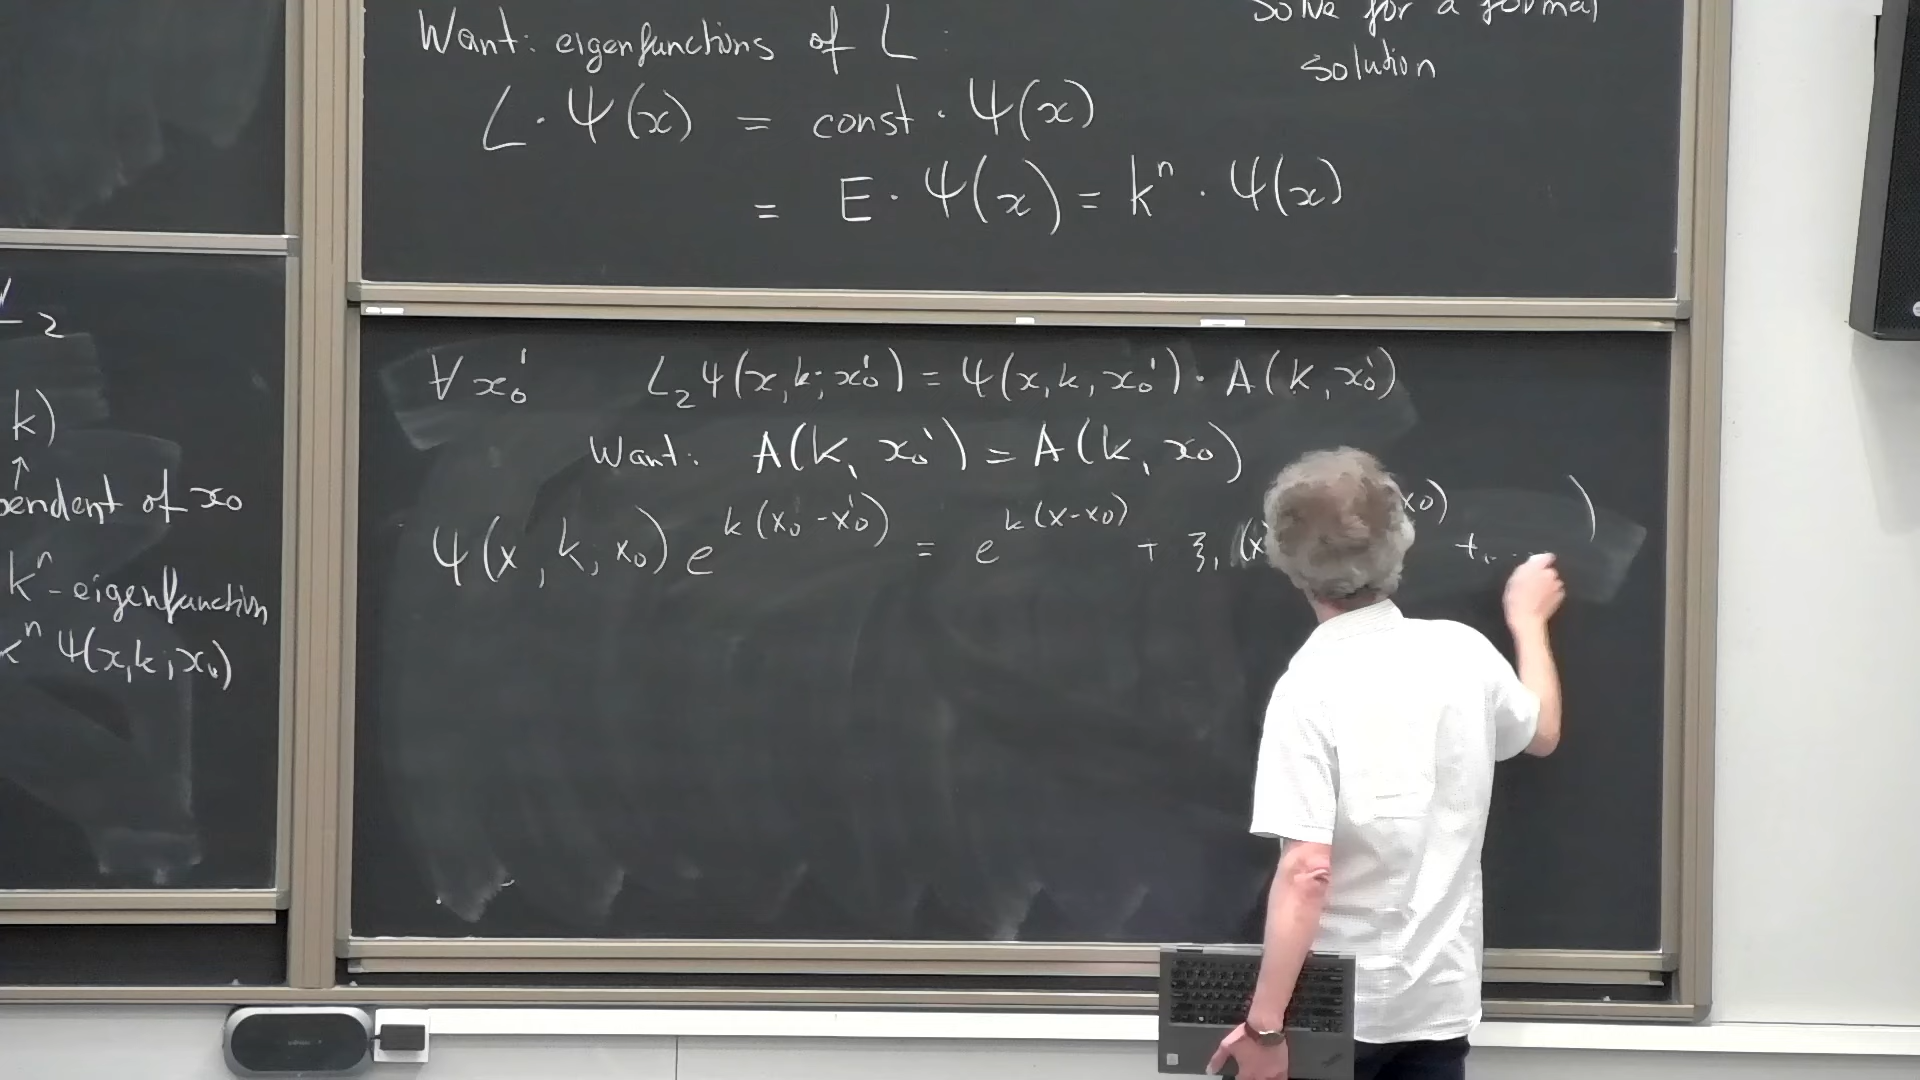 Want: eigenfunctions of L :
L · Ψ(x) = const · Ψ(x)
= E · Ψ(x) = kⁿ · Ψ(x)
Solve for a formal
solution
2
k)
↑
pendent of x₀
kⁿ-eigenfunction
kⁿ Ψ(x,k;x₀)
∀ x₀' L₂ Ψ(x,k;x₀') = Ψ(x,k,x₀') · A(k,x₀')
Want: A(k, x₀') = A(k, x₀)
Ψ(x, k; x₀) e^{k(x₀-x₀')} = e^{k(x-x₀)} + ξ₁(x x₀) + ... )